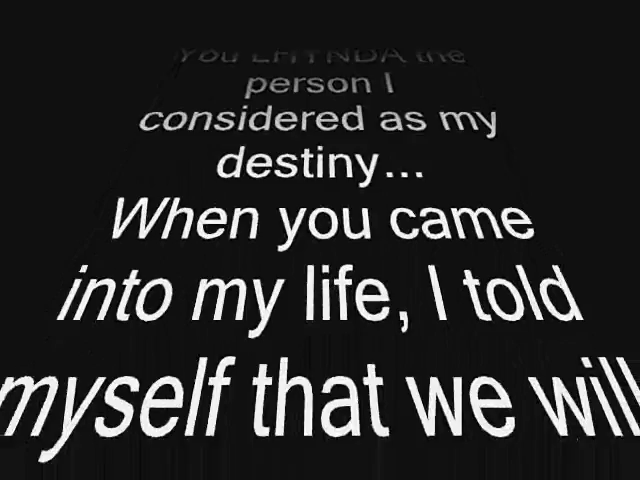 You the
person I
considered as my
destiny...
When you came
into my life, I told
myself that we will